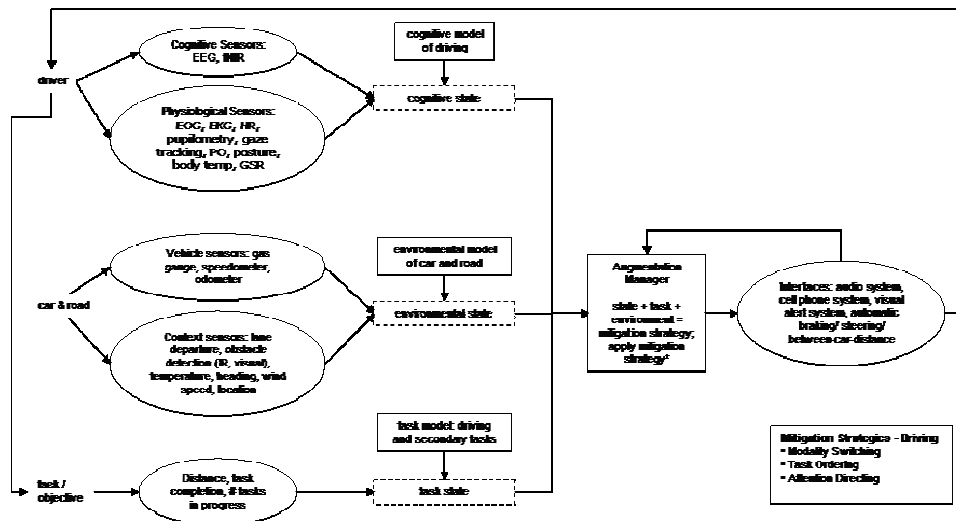 Cognitive Sensors:
EEG, fNIR
cognitive model
of driving
driver
cognitive state
Physiological Sensors:
EOG, EKG, HR,
pupilometry, gaze
tracking, PO, posture,
body temp, GSR
Vehicle sensors: gas
gauge, speedometer,
odometer
environmental model
of car and road
car & road
environmental state
Context sensors: lane
departure, obstacle
detection (IR, visual),
temperature, heading, wind
speed, location
Augmentation
Manager
state + task +
environment =
mitigation strategy;
apply mitigation
strategy*
Interfaces: audio system,
cell phone system, visual
alert system, automatic
braking/ steering/
between-car-distance
task model: driving
and secondary tasks
task /
objective
Distance, task
completion, # tasks
in progress
task state
Mitigation Strategies - Driving
• Modality Switching
• Task Ordering
• Attention Directing